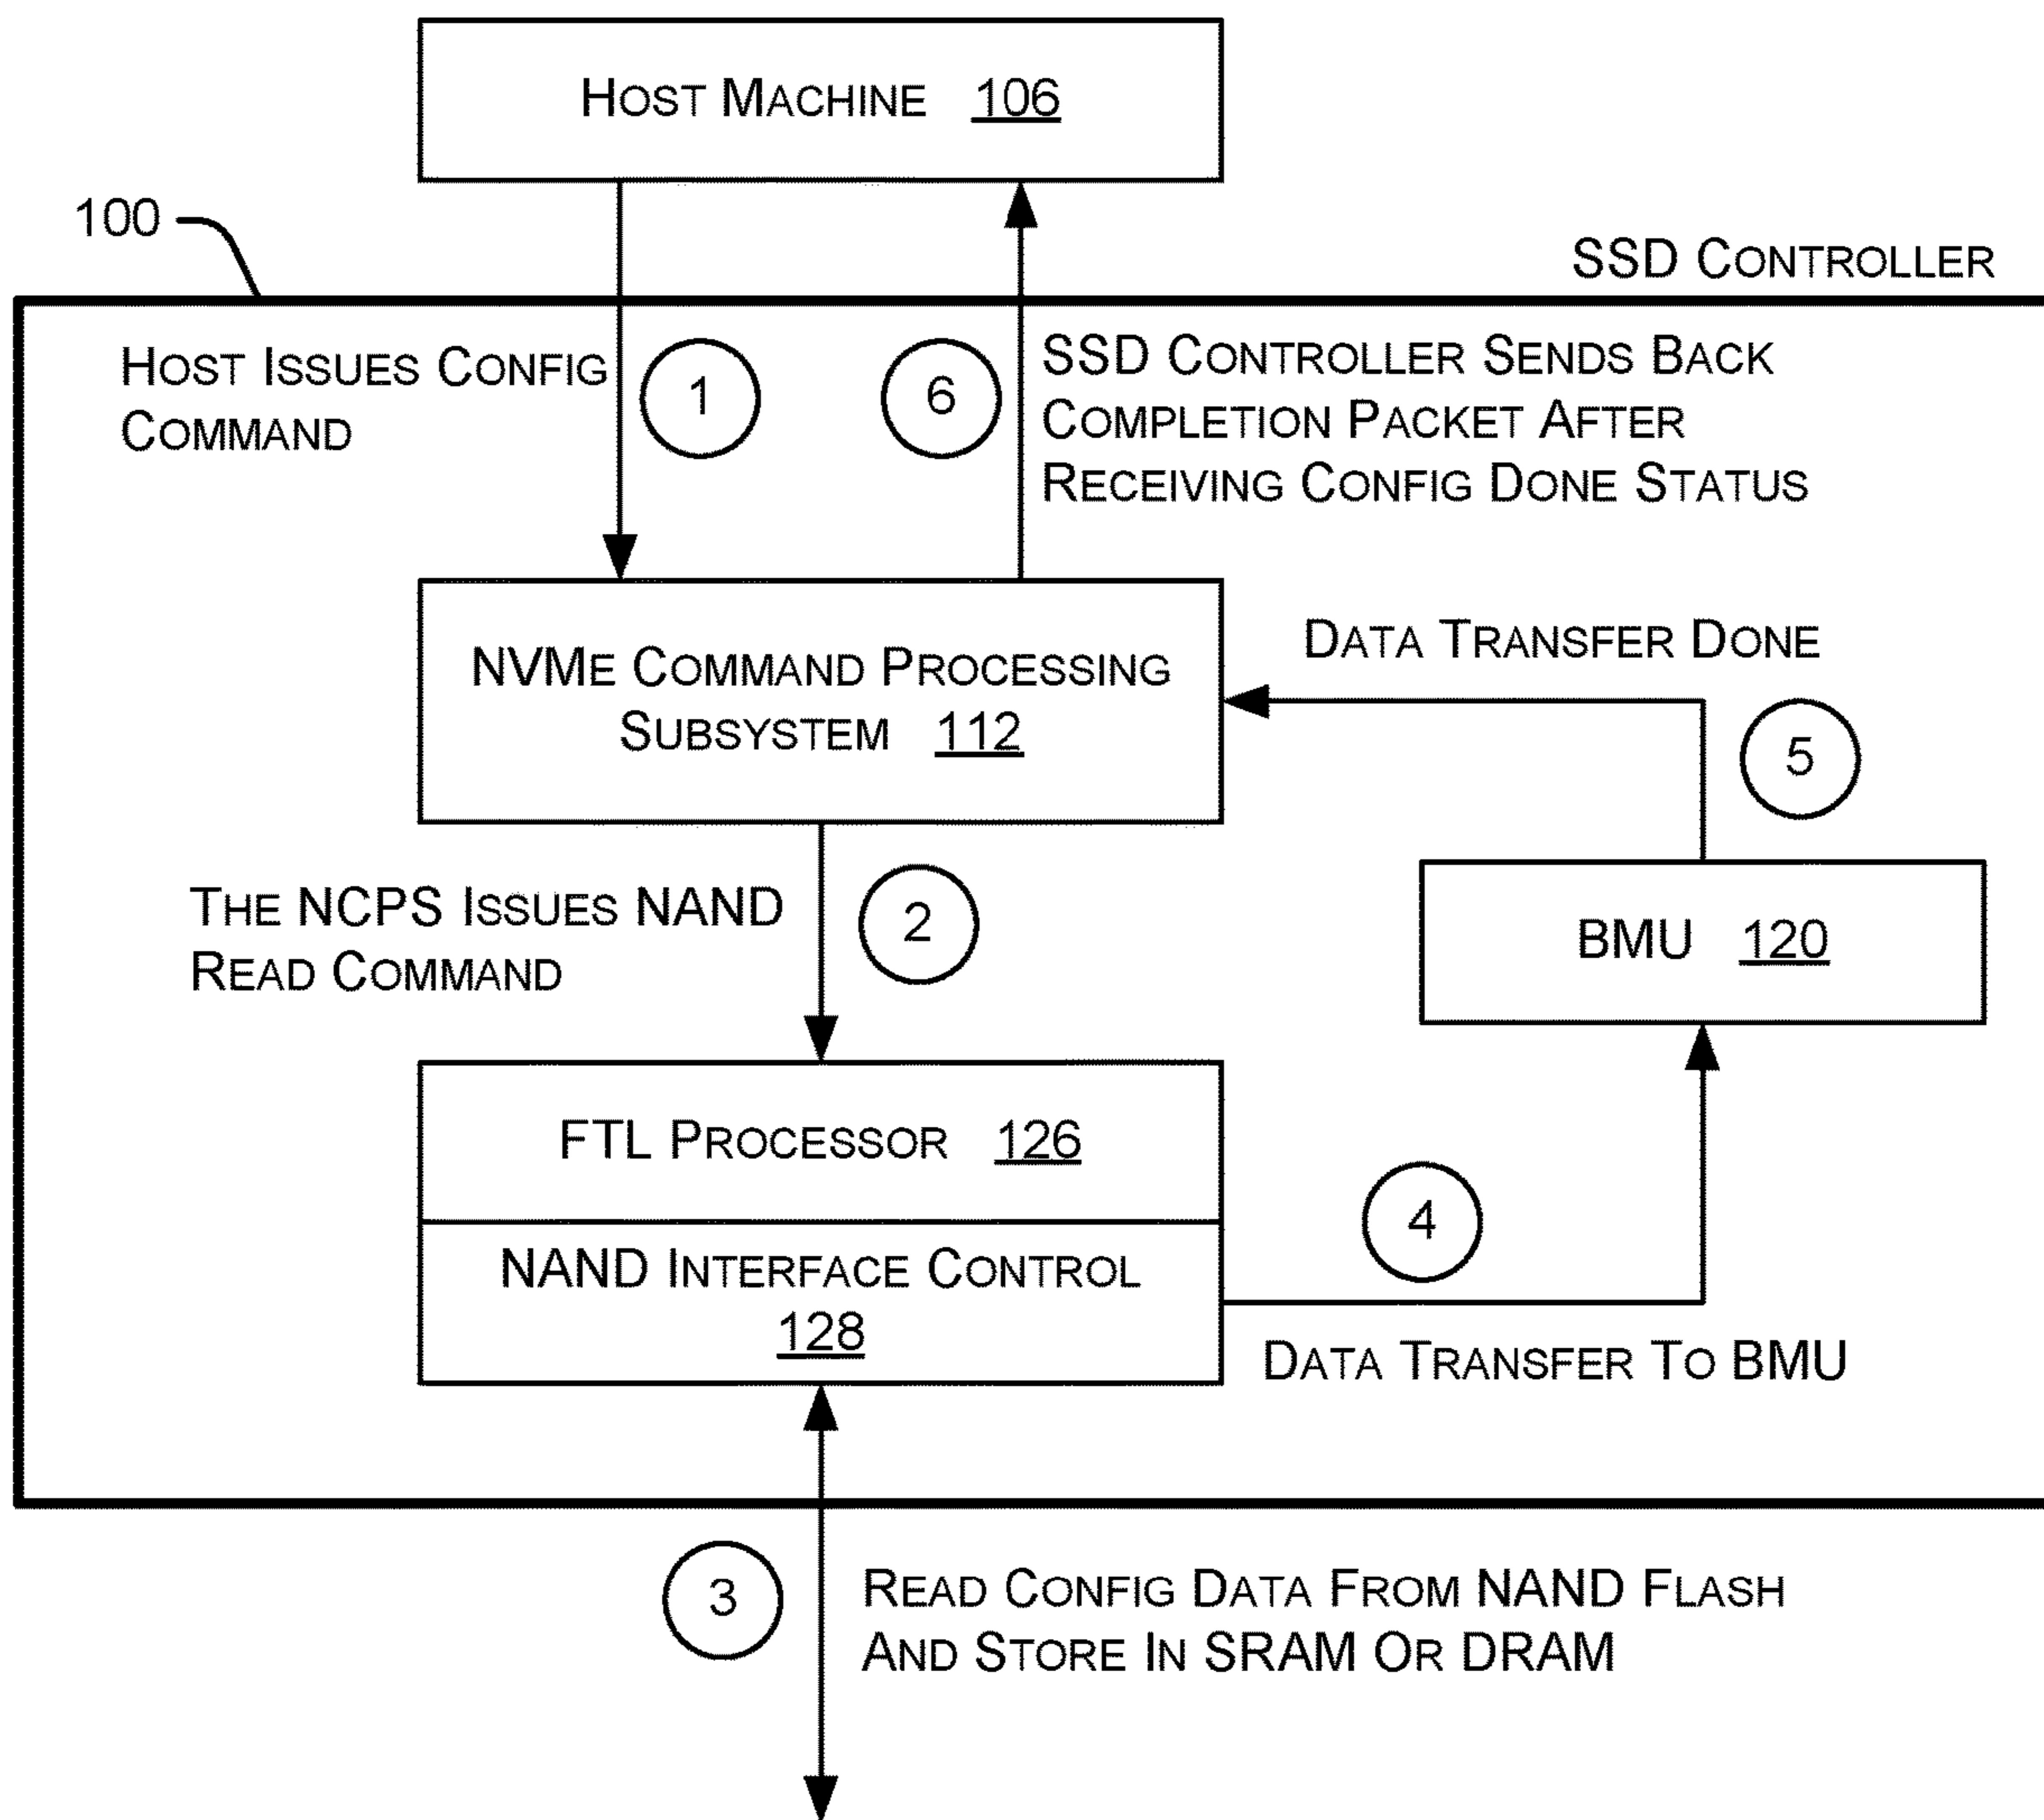 Host Machine 106
100
SSD Controller
Host Issues Config
Command
1
6
SSD Controller Sends Back
Completion Packet After
Receiving Config Done Status
NVMe Command Processing
Subsystem 112
Data Transfer Done
5
The NCPS Issues NAND
Read Command
2
BMU 120
FTL Processor 126
NAND Interface Control
128
4
Data Transfer To BMU
3
Read Config Data From NAND Flash
And Store In SRAM Or DRAM